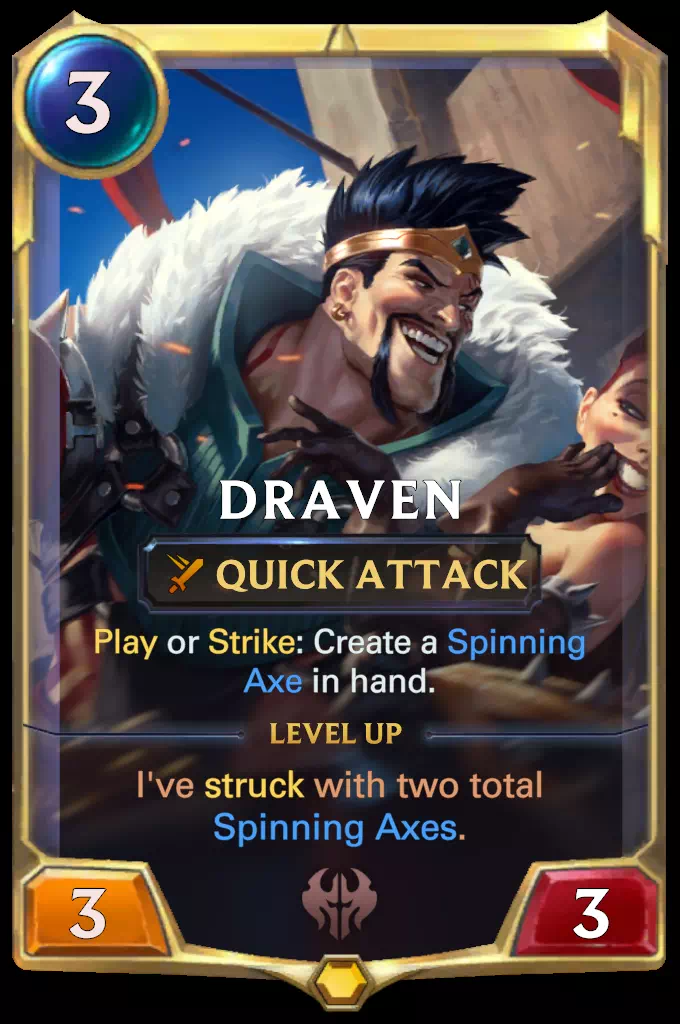 3
DRAVEN
QUICK ATTACK
Play or Strike: Create a Spinning
Axe in hand.
LEVEL UP
I've struck with two total
Spinning Axes.
3 3